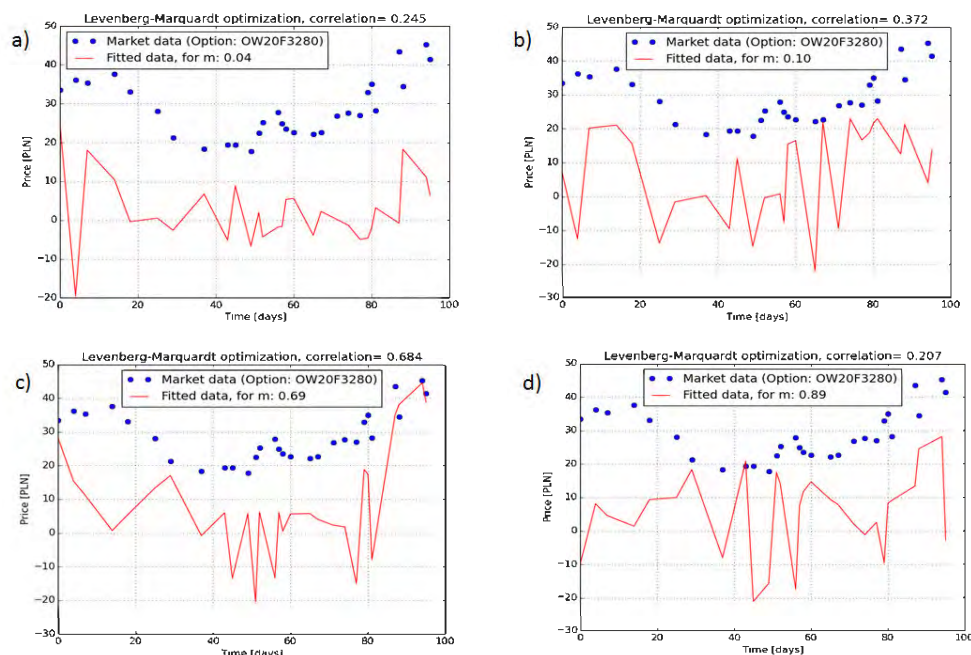 a)
Levenberg-Marquardt optimization, correlation= 0.245
Market data (Option: OW20F3280)
Fitted data, for m: 0.04
Price [PLN]
50
40
30
20
10
0
−10
−20
0 20 40 60 80 100
Time [days]
b)
Levenberg-Marquardt optimization, correlation= 0.372
Market data (Option: OW20F3280)
Fitted data, for m: 0.10
Price [PLN]
50
40
30
20
10
0
−10
−20
−30
0 20 40 60 80 100
Time [days]
c)
Levenberg-Marquardt optimization, correlation= 0.684
Market data (Option: OW20F3280)
Fitted data, for m: 0.69
Price [PLN]
50
40
30
20
10
0
−10
−20
−30
0 20 40 60 80 100
Time [days]
d)
Levenberg-Marquardt optimization, correlation= 0.207
Market data (Option: OW20F3280)
Fitted data, for m: 0.89
Price [PLN]
50
40
30
20
10
0
−10
−20
−30
0 20 40 60 80 100
Time [days]